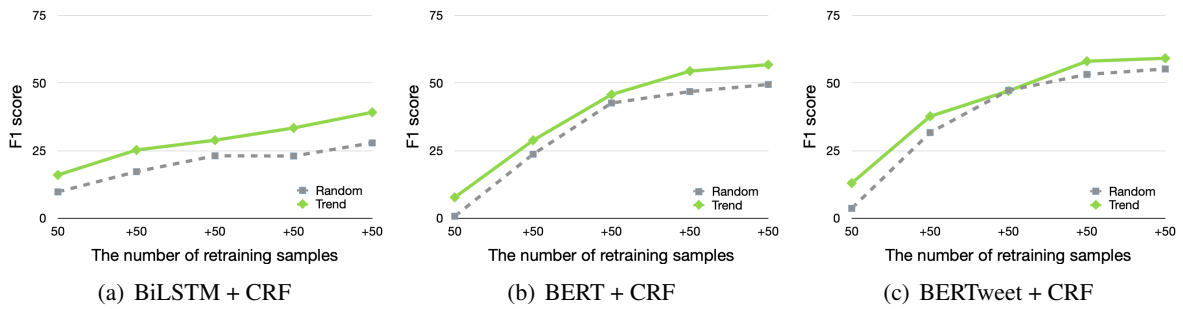 75
50
25
0
F1 score
Random
Trend
50 +50 +50 +50 +50
The number of retraining samples
(a) BiLSTM + CRF
75
50
25
0
F1 score
Random
Trend
50 +50 +50 +50 +50
The number of retraining samples
(b) BERT + CRF
75
50
25
0
F1 score
Random
Trend
50 +50 +50 +50 +50
The number of retraining samples
(c) BERTweet + CRF